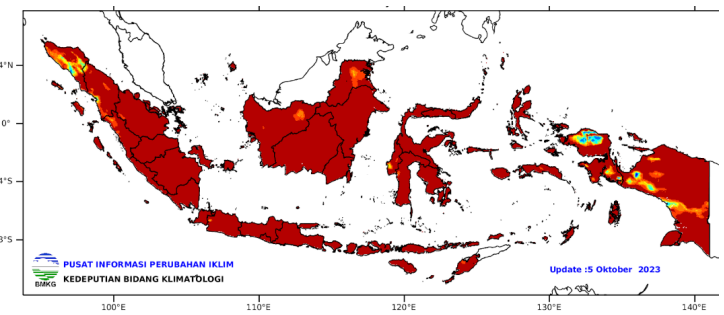 4°N
0°
4°S
8°S
PUSAT INFORMASI PERUBAHAN IKLIM
KEDEPUTIAN BIDANG KLIMATOLOGI
BMKG
Update :5 Oktober 2023
100°E
110°E
120°E
130°E
140°E